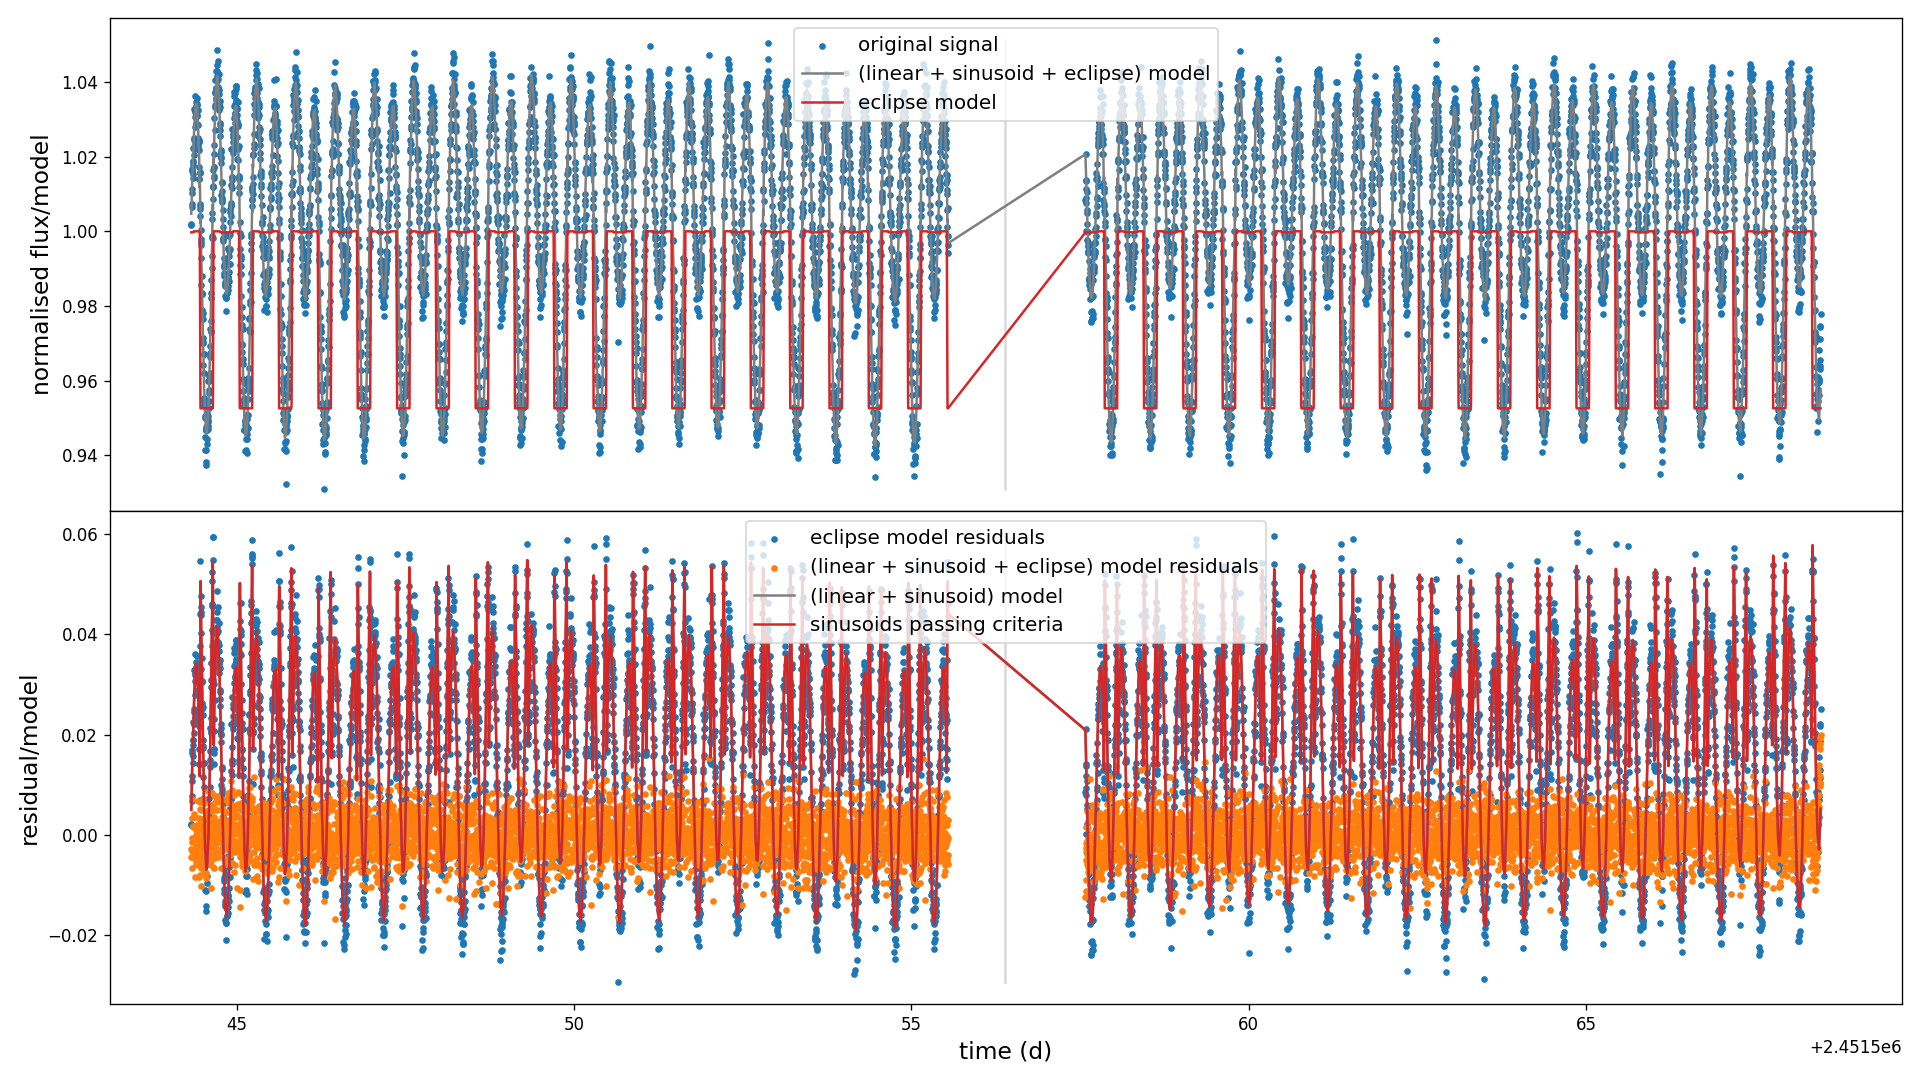 original signal
(linear + sinusoid + eclipse) model
eclipse model
normalised flux/model
1.04
1.02
1.00
0.98
0.96
0.94
eclipse model residuals
(linear + sinusoid + eclipse) model residuals
(linear + sinusoid) model
sinusoids passing criteria
residual/model
0.06
0.04
0.02
0.00
−0.02
45
50
55
60
65
time (d)
+2.4515e6